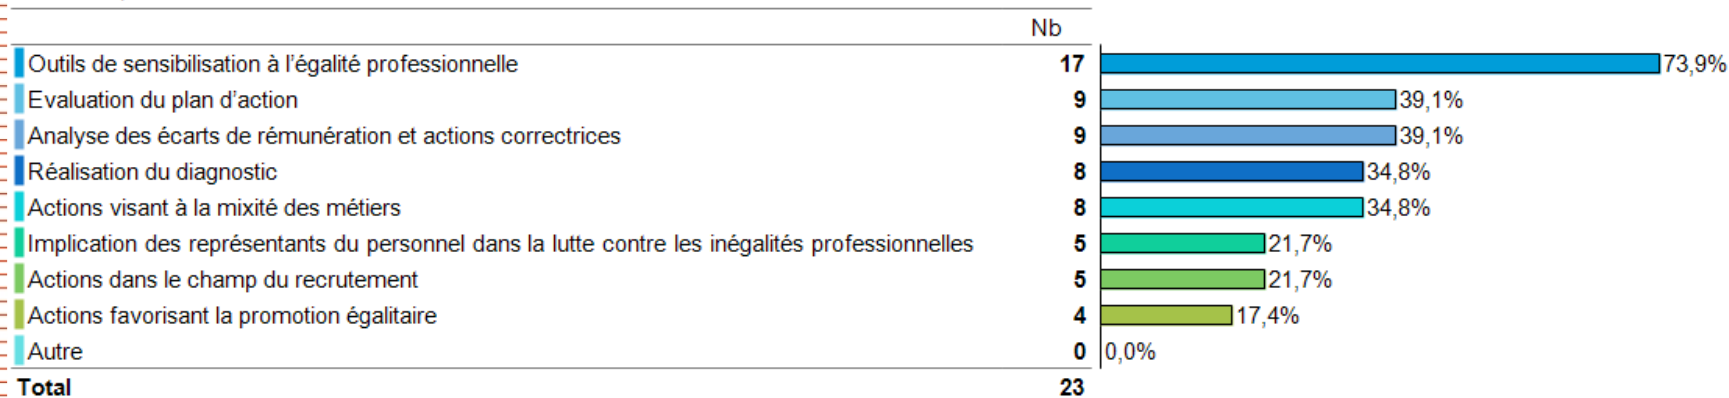 Nb
Outils de sensibilisation à l’égalité professionnelle 17 73,9%
Evaluation du plan d’action 9 39,1%
Analyse des écarts de rémunération et actions correctrices 9 39,1%
Réalisation du diagnostic 8 34,8%
Actions visant à la mixité des métiers 8 34,8%
Implication des représentants du personnel dans la lutte contre les inégalités professionnelles 5 21,7%
Actions dans le champ du recrutement 5 21,7%
Actions favorisant la promotion égalitaire 4 17,4%
Autre 0 0,0%
Total 23